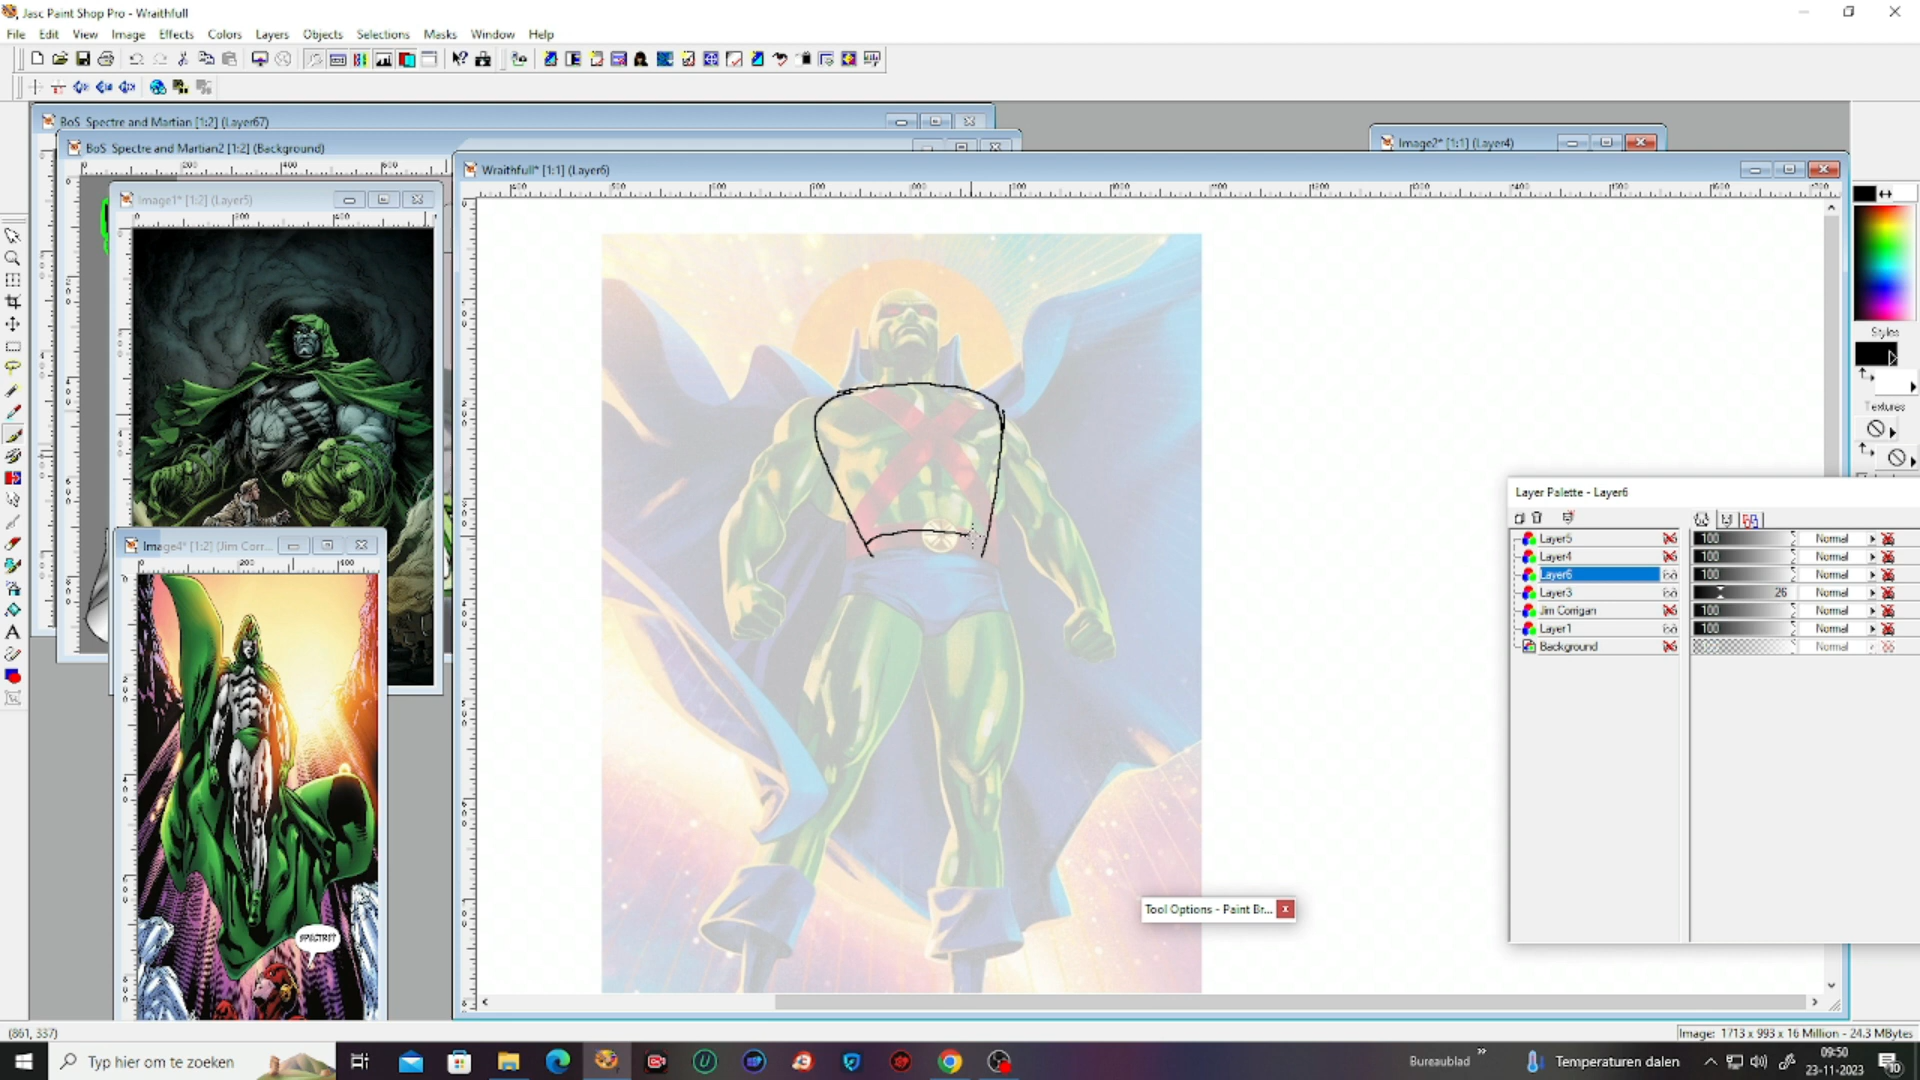 Jasc Paint Shop Pro - Wraithfull
File Edit View Image Effects Colors Layers Objects Selections Masks Window Help
BoS Spectre and Martian [1:2] (Layer67)
BoS Spectre and Martian2 [1:2] (Background)
Image2* [1:1] (Layer4)
Wraithfull* [1:1] (Layer6)
Image1* [1:2] (Layer5)
Styles
Textures
Layer Palette - Layer6
Layer5 100 Normal
Layer4 100 Normal
Layer6 100 Normal
Layer3 26 Normal
Jim Corrigan 100 Normal
Layer1 100 Normal
Background Normal
Image4* [1:2] (Jim Corr...
SPECTRE?
Tool Options - Paint Br...
(861, 337)
Image: 1713 x 993 x 16 Million - 24.3 MBytes
Typ hier om te zoeken
Bureaublad
Temperaturen dalen
09:50
23-11-2023
10